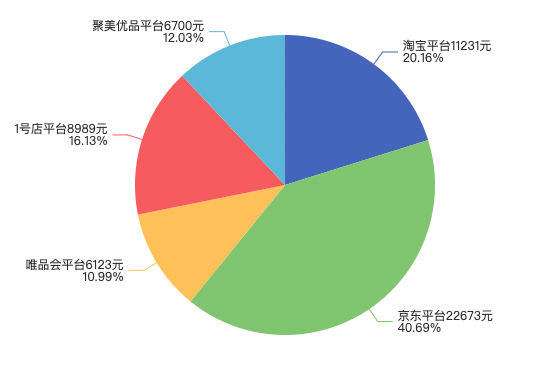 聚美优品平台6700元
12.03%
淘宝平台11231元
20.16%
1号店平台8989元
16.13%
唯品会平台6123元
10.99%
京东平台22673元
40.69%